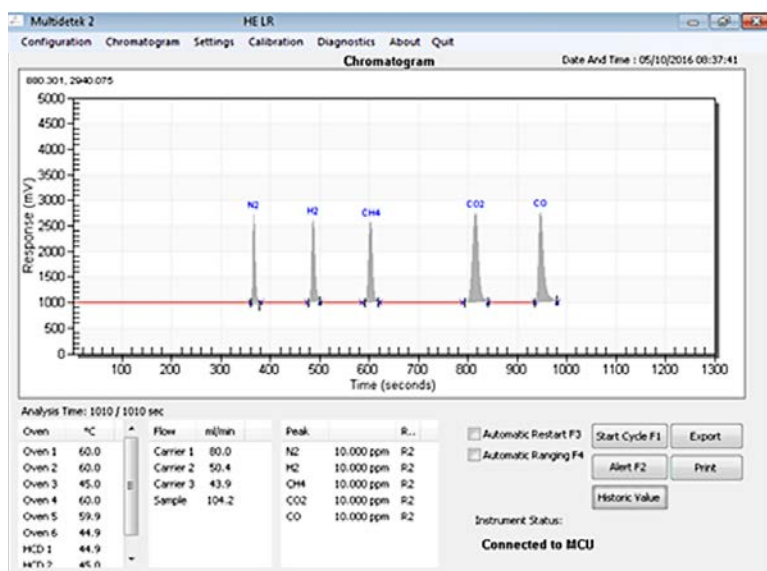 Multidetek 2 HE LR
Configuration Chromatogram Settings Calibration Diagnostics About Quit
Chromatogram Date And Time : 05/10/2016 08:37:41
880.301, 2940.075
5000
4500
4000
3500
3000
2500
2000
1500
1000
500
0
Response (mV)
N2 H2 CH4 CO2 CO
100 200 300 400 500 600 700 800 900 1000 1100 1200 1300
Time (seconds)
Analysis Time: 1010 / 1010 sec
Oven °C Flow ml/min Peak R...
Oven 1 60.0 Carrier 1 80.0 N2 10.000 ppm R2
Oven 2 60.0 Carrier 2 50.4 H2 10.000 ppm R2
Oven 3 45.0 Carrier 3 43.9 CH4 10.000 ppm R2
Oven 4 60.0 Sample 104.2 CO2 10.000 ppm R2
Oven 5 59.9 CO 10.000 ppm R2
Oven 6 44.9
HCD 1 44.9
HCD 2 45.0
Automatic Restart F3 Start Cycle F1 Export
Automatic Ranging F4 Alert F2 Print
Historic Value
Instrument Status:
Connected to MCU